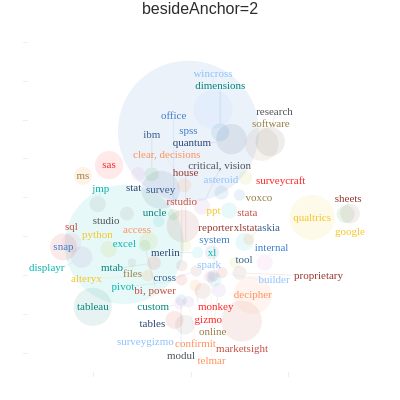 besideAnchor=2
wincross
dimensions
office
research
software
ibm
spss
quantum
clear, decisions
critical, vision
sas
house
ms
asteroid
surveycraft
jmp
stat
survey
rstudio
voxco
sheets
uncle
ppt
stata
qualtrics
studio
sql
access
reporterxlstataskia
google
python
system
snap
excel
internal
merlin
xl
tool
displayr
mtab
files
cross
spark
proprietary
alteryx
pivot
bi, power
builder
decipher
tableau
custom
monkey
tables
gizmo
online
surveygizmo
confirmit
marketsight
modul
telmar